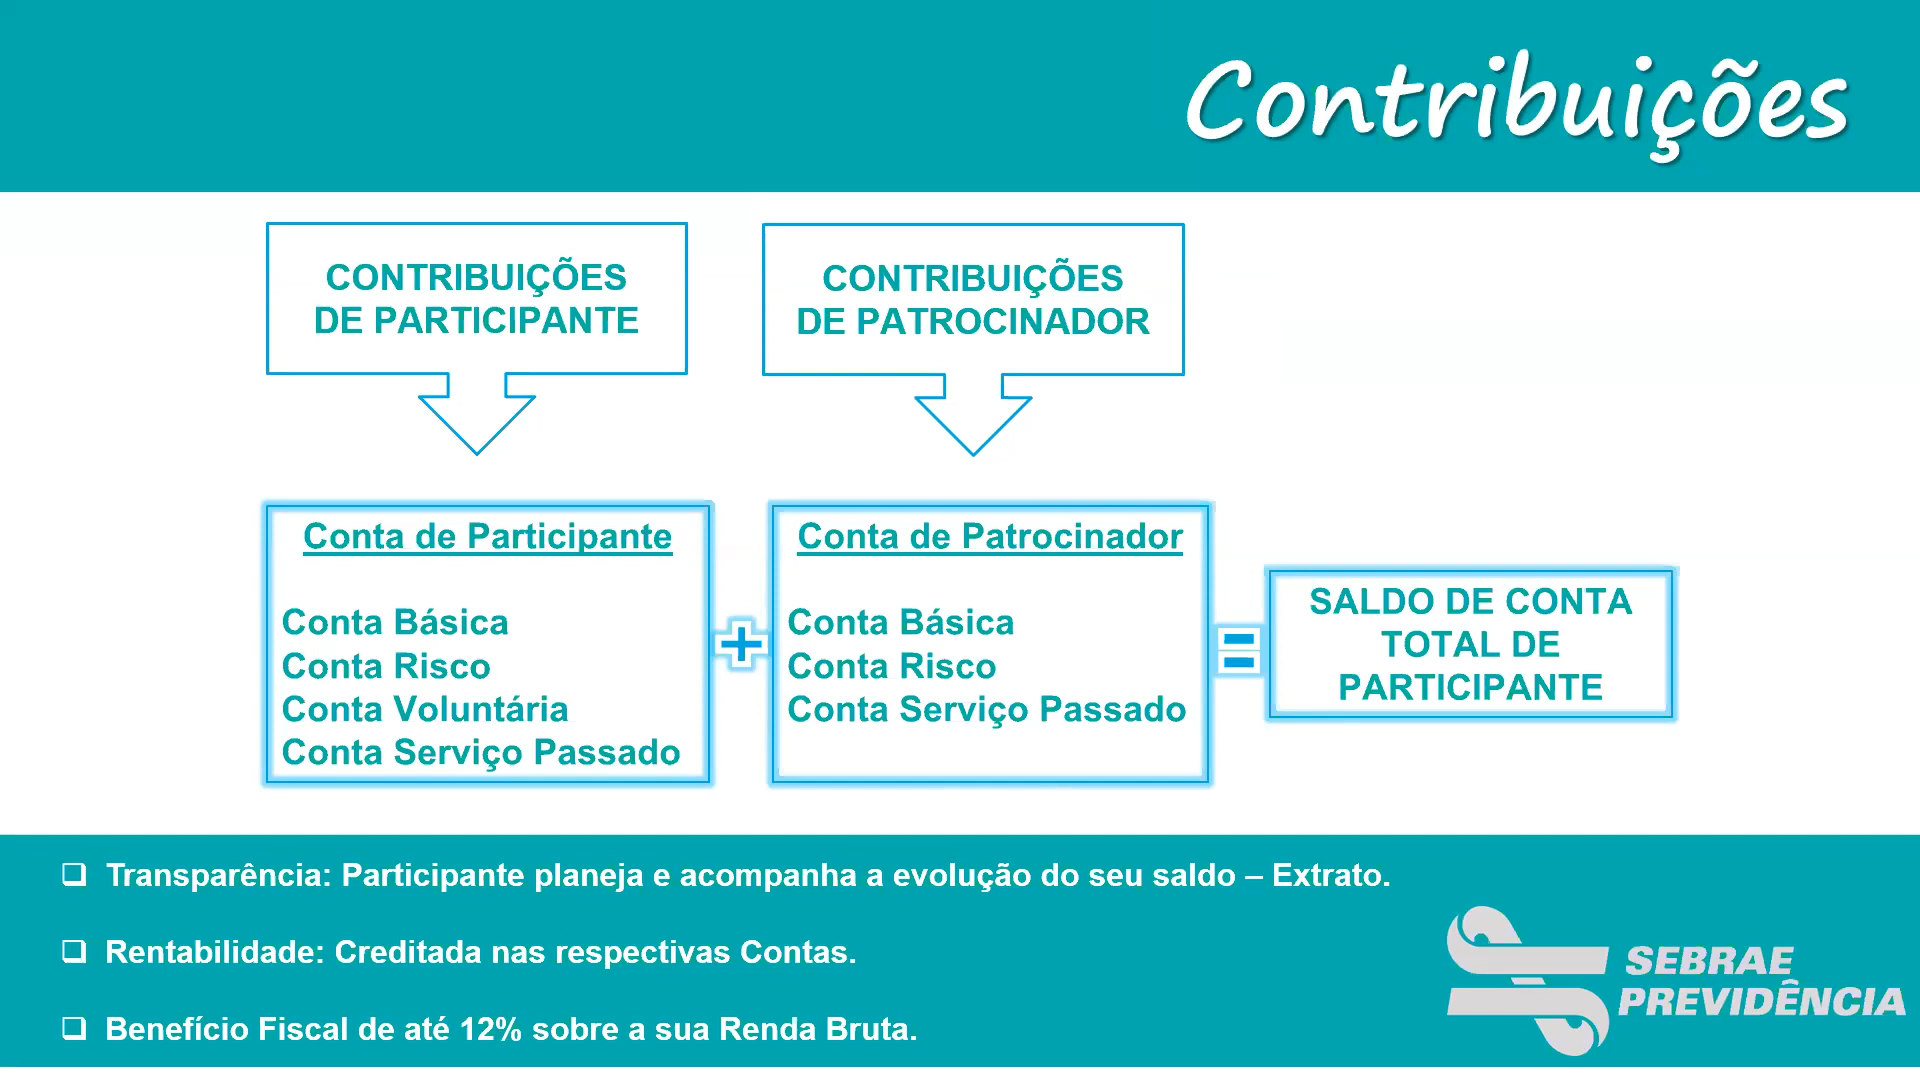 Contribuições
CONTRIBUIÇÕES
DE PARTICIPANTE
CONTRIBUIÇÕES
DE PATROCINADOR
Conta de Participante
Conta Básica
Conta Risco
Conta Voluntária
Conta Serviço Passado
+
Conta de Patrocinador
Conta Básica
Conta Risco
Conta Serviço Passado
=
SALDO DE CONTA
TOTAL DE
PARTICIPANTE
Transparência: Participante planeja e acompanha a evolução do seu saldo – Extrato.
Rentabilidade: Creditada nas respectivas Contas.
Benefício Fiscal de até 12% sobre a sua Renda Bruta.
SEBRAE
PREVIDÊNCIA